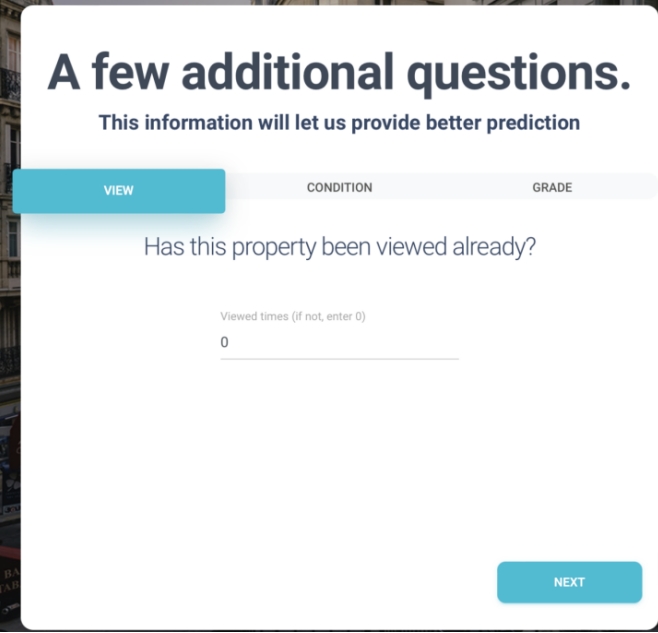 A few additional questions.
This information will let us provide better prediction
VIEW
CONDITION
GRADE
Has this property been viewed already?
Viewed times (if not, enter 0)
0
NEXT